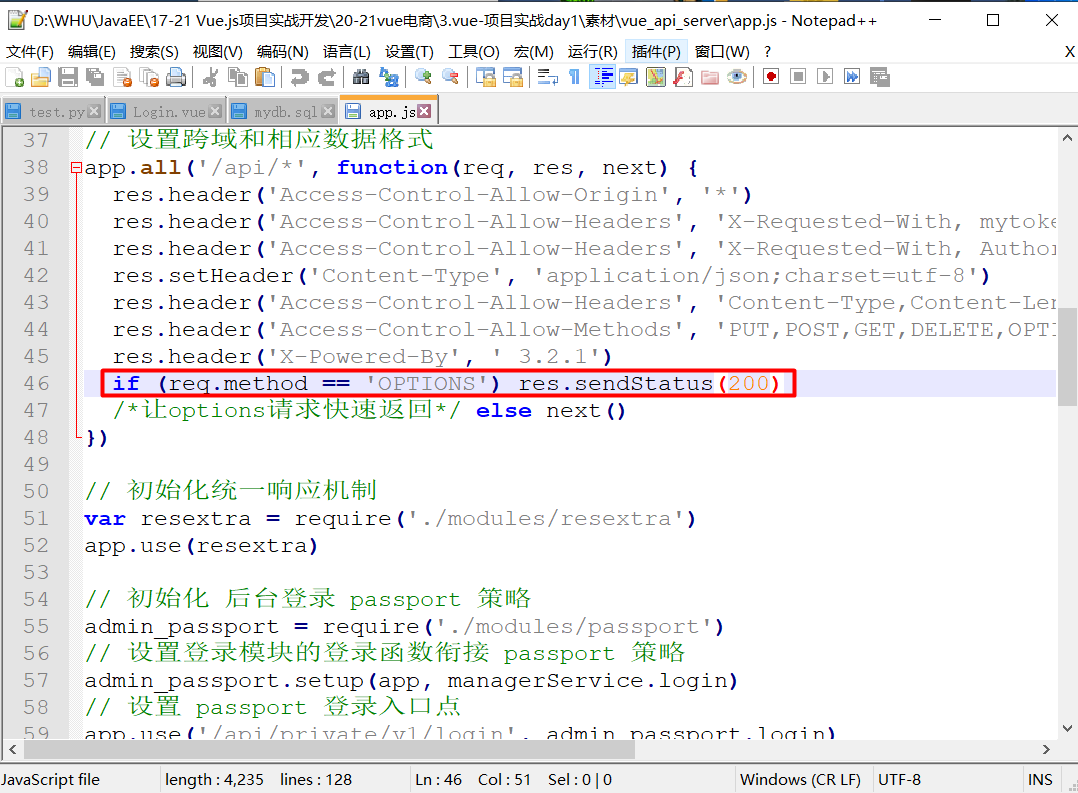 D:\WHU\JavaEE\17-21 Vue.js项目实战开发\20-21vue电商\3.vue-项目实战day1\素材\vue_api_server\app.js - Notepad++
文件(F) 编辑(E) 搜索(S) 视图(V) 编码(N) 语言(L) 设置(T) 工具(O) 宏(M) 运行(R) 插件(P) 窗口(W) ? X
test.py Login.vue mydb.sql app.js
37 // 设置跨域和相应数据格式
38 app.all('/api/*', function(req, res, next) {
39 res.header('Access-Control-Allow-Origin', '*')
40 res.header('Access-Control-Allow-Headers', 'X-Requested-With, mytoke
41 res.header('Access-Control-Allow-Headers', 'X-Requested-With, Author
42 res.setHeader('Content-Type', 'application/json;charset=utf-8')
43 res.header('Access-Control-Allow-Headers', 'Content-Type,Content-Len
44 res.header('Access-Control-Allow-Methods', 'PUT,POST,GET,DELETE,OPTI
45 res.header('X-Powered-By', ' 3.2.1')
46 if (req.method == 'OPTIONS') res.sendStatus(200)
47 /*让options请求快速返回*/ else next()
48 })
49
50 // 初始化统一响应机制
51 var resextra = require('./modules/resextra')
52 app.use(resextra)
53
54 // 初始化 后台登录 passport 策略
55 admin_passport = require('./modules/passport')
56 // 设置登录模块的登录函数衔接 passport 策略
57 admin_passport.setup(app, managerService.login)
58 // 设置 passport 登录入口点
59 app.use('/api/private/v1/login', admin_passport.login)
JavaScript file length : 4,235 lines : 128 Ln : 46 Col : 51 Sel : 0 | 0 Windows (CR LF) UTF-8 INS